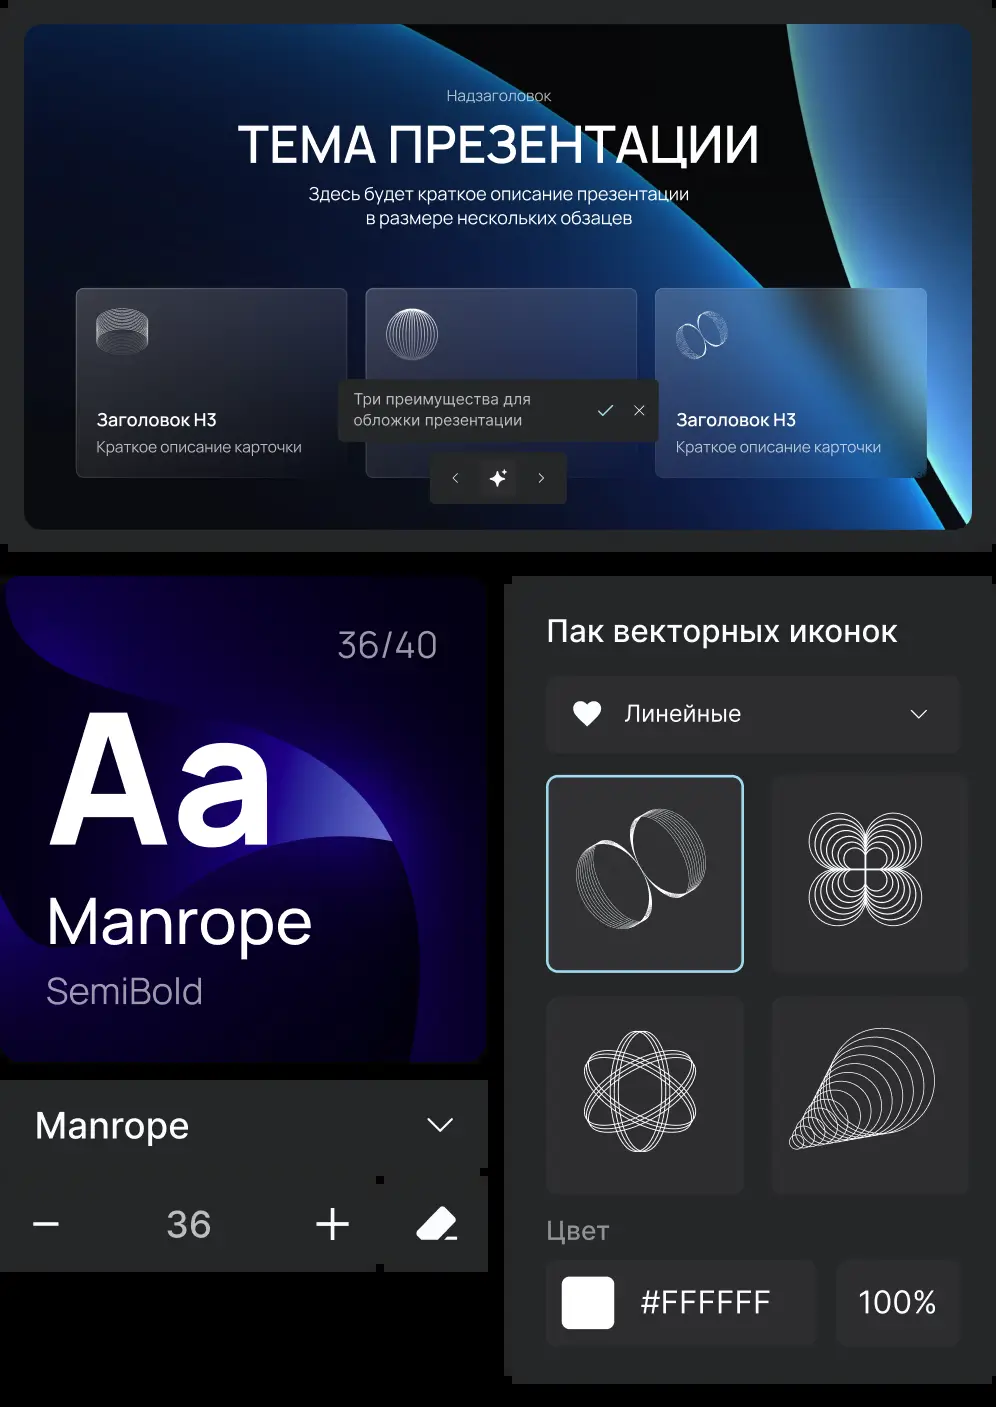 Надзаголовок
ТЕМА ПРЕЗЕНТАЦИИ
Здесь будет краткое описание презентации
в размере нескольких обзацев
Заголовок H3
Краткое описание карточки
Три преимущества для
обложки презентации
Заголовок H3
Краткое описание карточки
36/40
Aa
Manrope
SemiBold
Manrope
36
Пак векторных иконок
Линейные
Цвет
#FFFFFF
100%